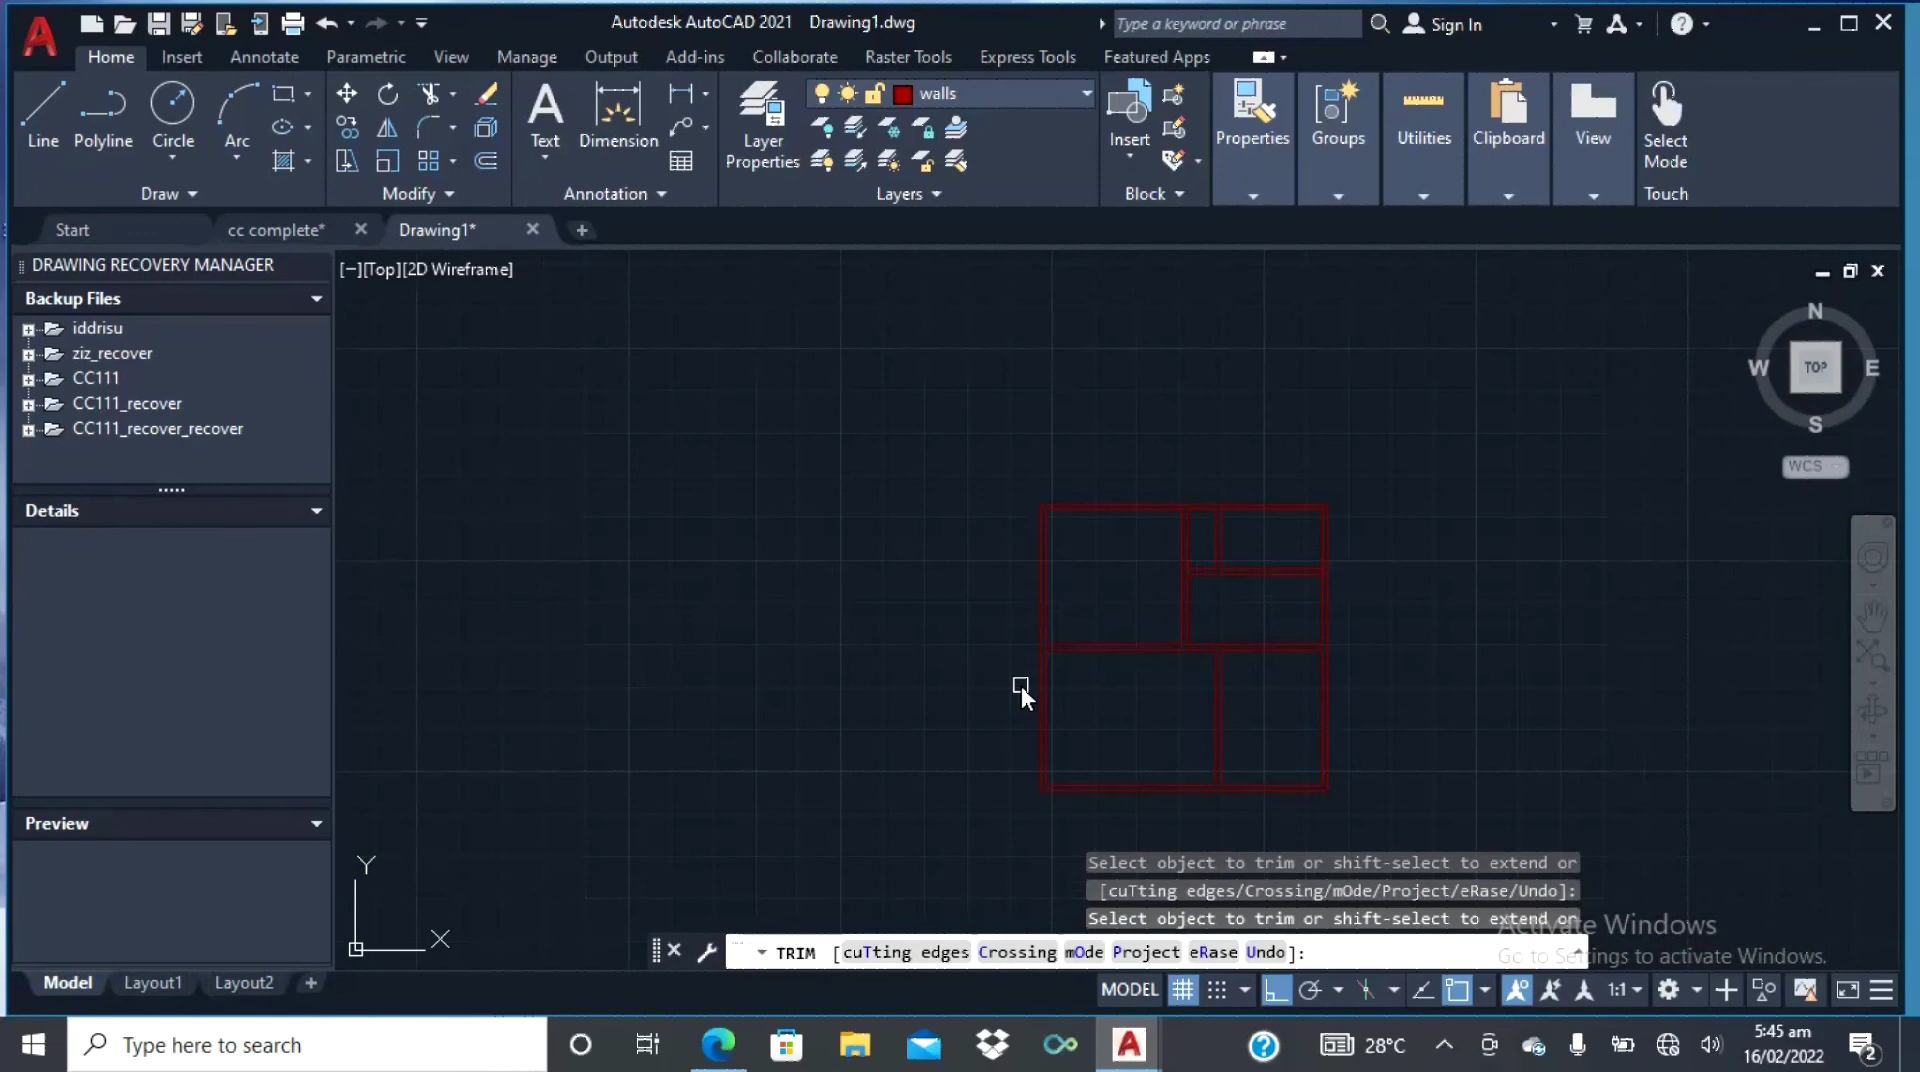 Autodesk AutoCAD 2021 Drawing1.dwg
Type a keyword or phrase
Sign In
Home Insert Annotate Parametric View Manage Output Add-ins Collaborate Raster Tools Express Tools Featured Apps
walls
Line Polyline Circle Arc
Text Dimension
Layer Properties
Insert
Properties Groups Utilities Clipboard View
Select Mode
Draw Modify Annotation Layers Block Touch
Start cc complete* Drawing1*
DRAWING RECOVERY MANAGER
[−][Top][2D Wireframe]
Backup Files
iddrisu
ziz_recover
CC111
CC111_recover
CC111_recover_recover
Details
Preview
N
W TOP E
S
WCS
Y
X
Select object to trim or shift-select to extend or
[cuTting edges/Crossing/mOde/Project/eRase/Undo]:
Select object to trim or shift-select to extend or
Activate Windows
TRIM [cuTting edges Crossing mOde Project eRase Undo]:
Go to Settings to activate Windows.
Model Layout1 Layout2
MODEL 1:1
Type here to search
28°C
5:45 am
16/02/2022
2